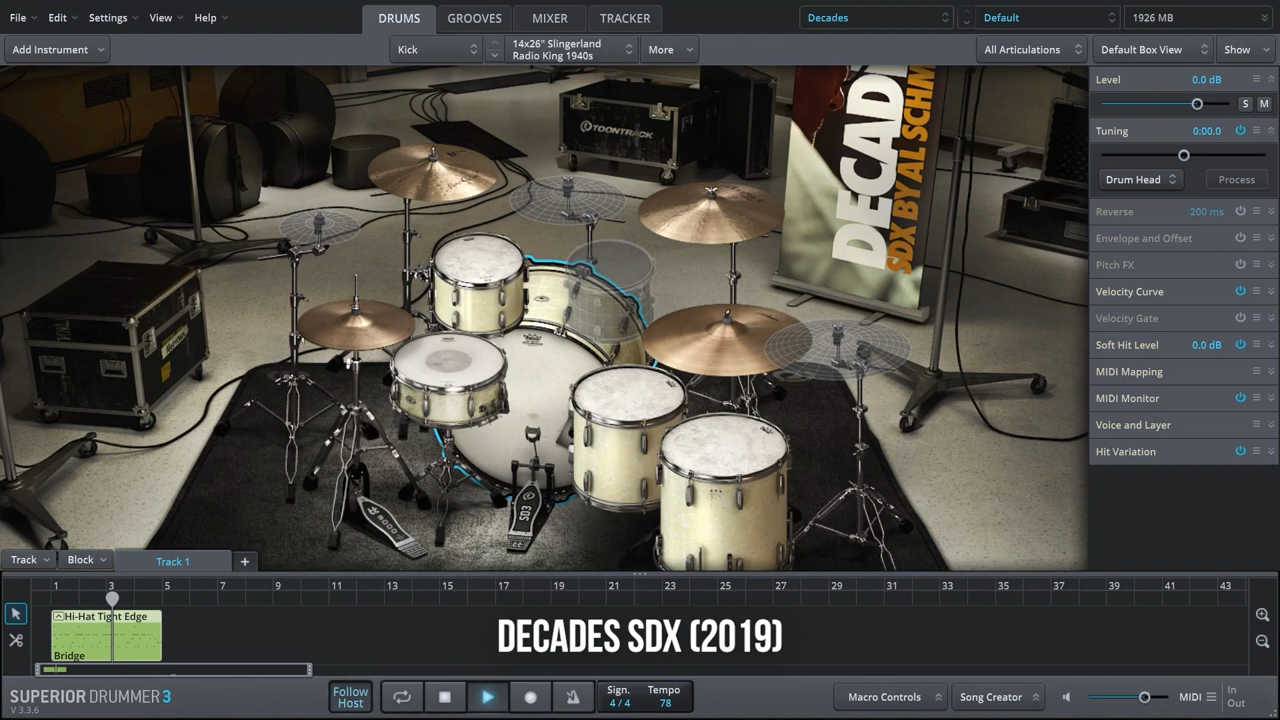 File Edit Settings View Help
DRUMS GROOVES MIXER TRACKER
Decades Default 1926 MB
Add Instrument
Kick
14x26" Slingerland
Radio King 1940s
More
All Articulations Default Box View Show
TOONTRACK
DECAD
SDX BY AL SCHM
Level 0.0 dB
S M
Tuning 0:00.0
Drum Head Process
Reverse 200 ms
Envelope and Offset
Pitch FX
Velocity Curve
Velocity Gate
Soft Hit Level 0.0 dB
MIDI Mapping
MIDI Monitor
Voice and Layer
Hit Variation
SD3
Track Block Track 1 +
1 3 5 7 9 11 13 15 17 19 21 23 25 27 29 31 33 35 37 39 41 43
Hi-Hat Tight Edge
Bridge
DECADES SDX (2019)
SUPERIOR DRUMMER 3
V 3.3.6
Follow
Host
Sign. Tempo
4/4 78
Macro Controls Song Creator
MIDI
In
Out